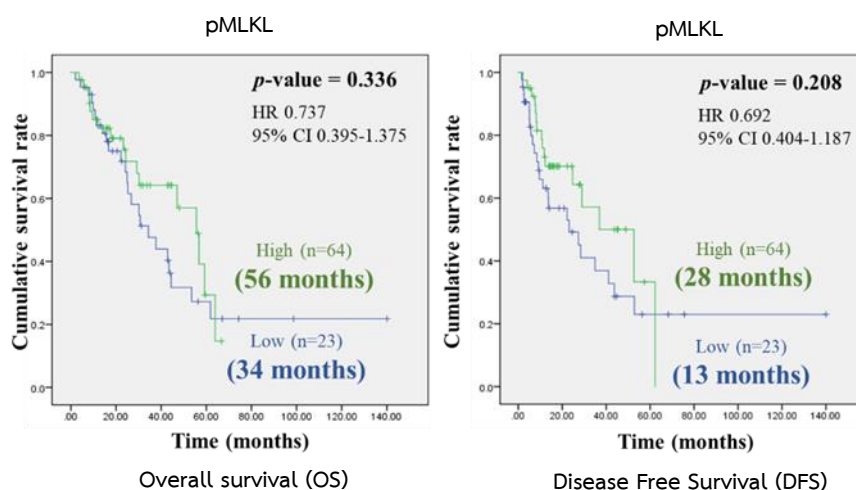 pMLKL
p-value = 0.336
HR 0.737
95% CI 0.395-1.375
Cumulative survival rate
1.0
0.8
0.6
0.4
0.2
0.0
High (n=64)
(56 months)
Low (n=23)
(34 months)
.00 20.00 40.00 60.00 80.00 100.00 120.00 140.00
Time (months)
Overall survival (OS)
pMLKL
p-value = 0.208
HR 0.692
95% CI 0.404-1.187
Cumulative survival rate
1.0
0.8
0.6
0.4
0.2
0.0
High (n=64)
(28 months)
Low (n=23)
(13 months)
.00 20.00 40.00 60.00 80.00 100.00 120.00 140.00
Time (months)
Disease Free Survival (DFS)